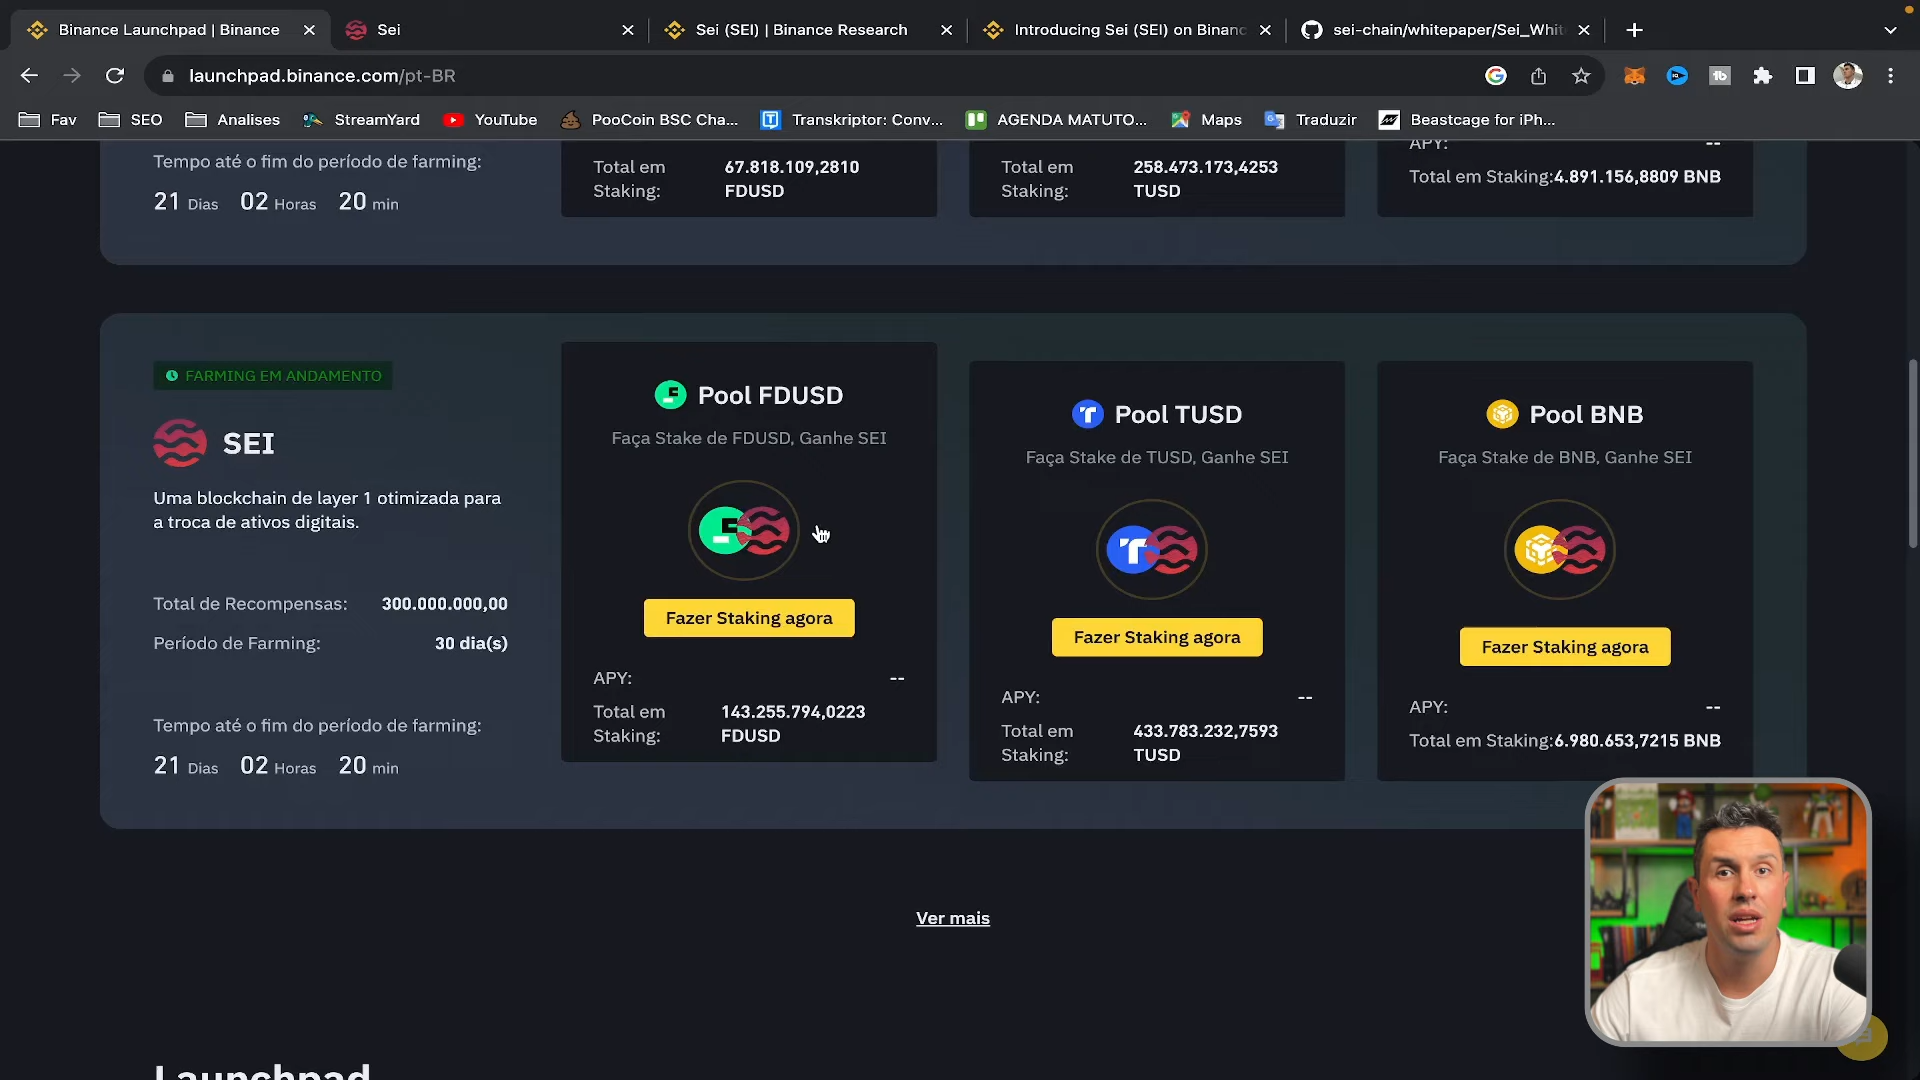 Binance Launchpad | Binance
Sei
Sei (SEI) | Binance Research
Introducing Sei (SEI) on Binanc
sei-chain/whitepaper/Sei_Whit
launchpad.binance.com/pt-BR
Fav
SEO
Analises
StreamYard
YouTube
PooCoin BSC Cha...
Transkriptor: Conv...
AGENDA MATUTO...
Maps
Traduzir
Beastcage for iPh...
Tempo até o fim do período de farming:
21 Dias 02 Horas 20 min
Total em Staking: 67.818.109,2810 FDUSD
Total em Staking: 258.473.173,4253 TUSD
APY: --
Total em Staking:4.891.156,8809 BNB
FARMING EM ANDAMENTO
SEI
Uma blockchain de layer 1 otimizada para
a troca de ativos digitais.
Total de Recompensas: 300.000.000,00
Período de Farming: 30 dia(s)
Tempo até o fim do período de farming:
21 Dias 02 Horas 20 min
Pool FDUSD
Faça Stake de FDUSD, Ganhe SEI
Fazer Staking agora
APY: --
Total em Staking: 143.255.794,0223 FDUSD
Pool TUSD
Faça Stake de TUSD, Ganhe SEI
Fazer Staking agora
APY: --
Total em Staking: 433.783.232,7593 TUSD
Pool BNB
Faça Stake de BNB, Ganhe SEI
Fazer Staking agora
APY: --
Total em Staking:6.980.653,7215 BNB
Ver mais
Launchpad